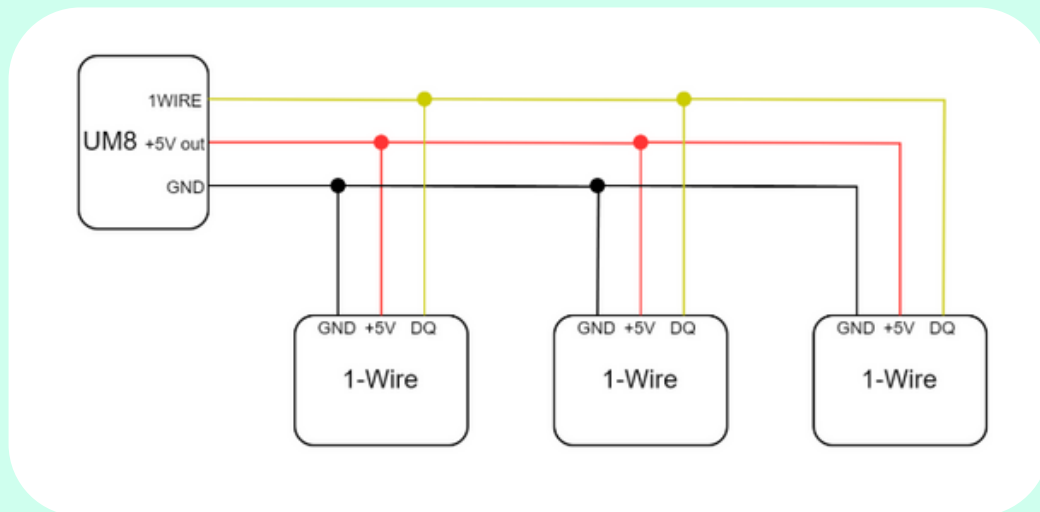 1WIRE
UM8 +5V out
GND
GND +5V DQ
1-Wire
GND +5V DQ
1-Wire
GND +5V DQ
1-Wire